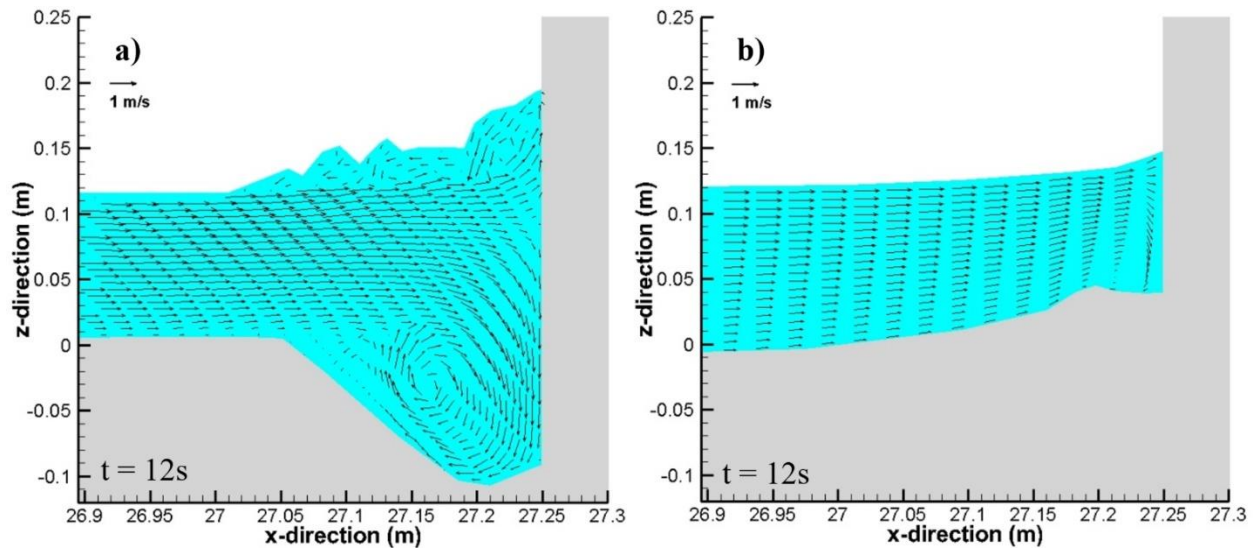 0.25
a)
0.2
1 m/s
0.15
0.1
0.05
0
-0.05
-0.1
z-direction (m)
t = 12s
26.9 26.95 27 27.05 27.1 27.15 27.2 27.25 27.3
x-direction (m)
0.25
b)
0.2
1 m/s
0.15
0.1
0.05
0
-0.05
-0.1
z-direction (m)
t = 12s
26.9 26.95 27 27.05 27.1 27.15 27.2 27.25 27.3
x-direction (m)